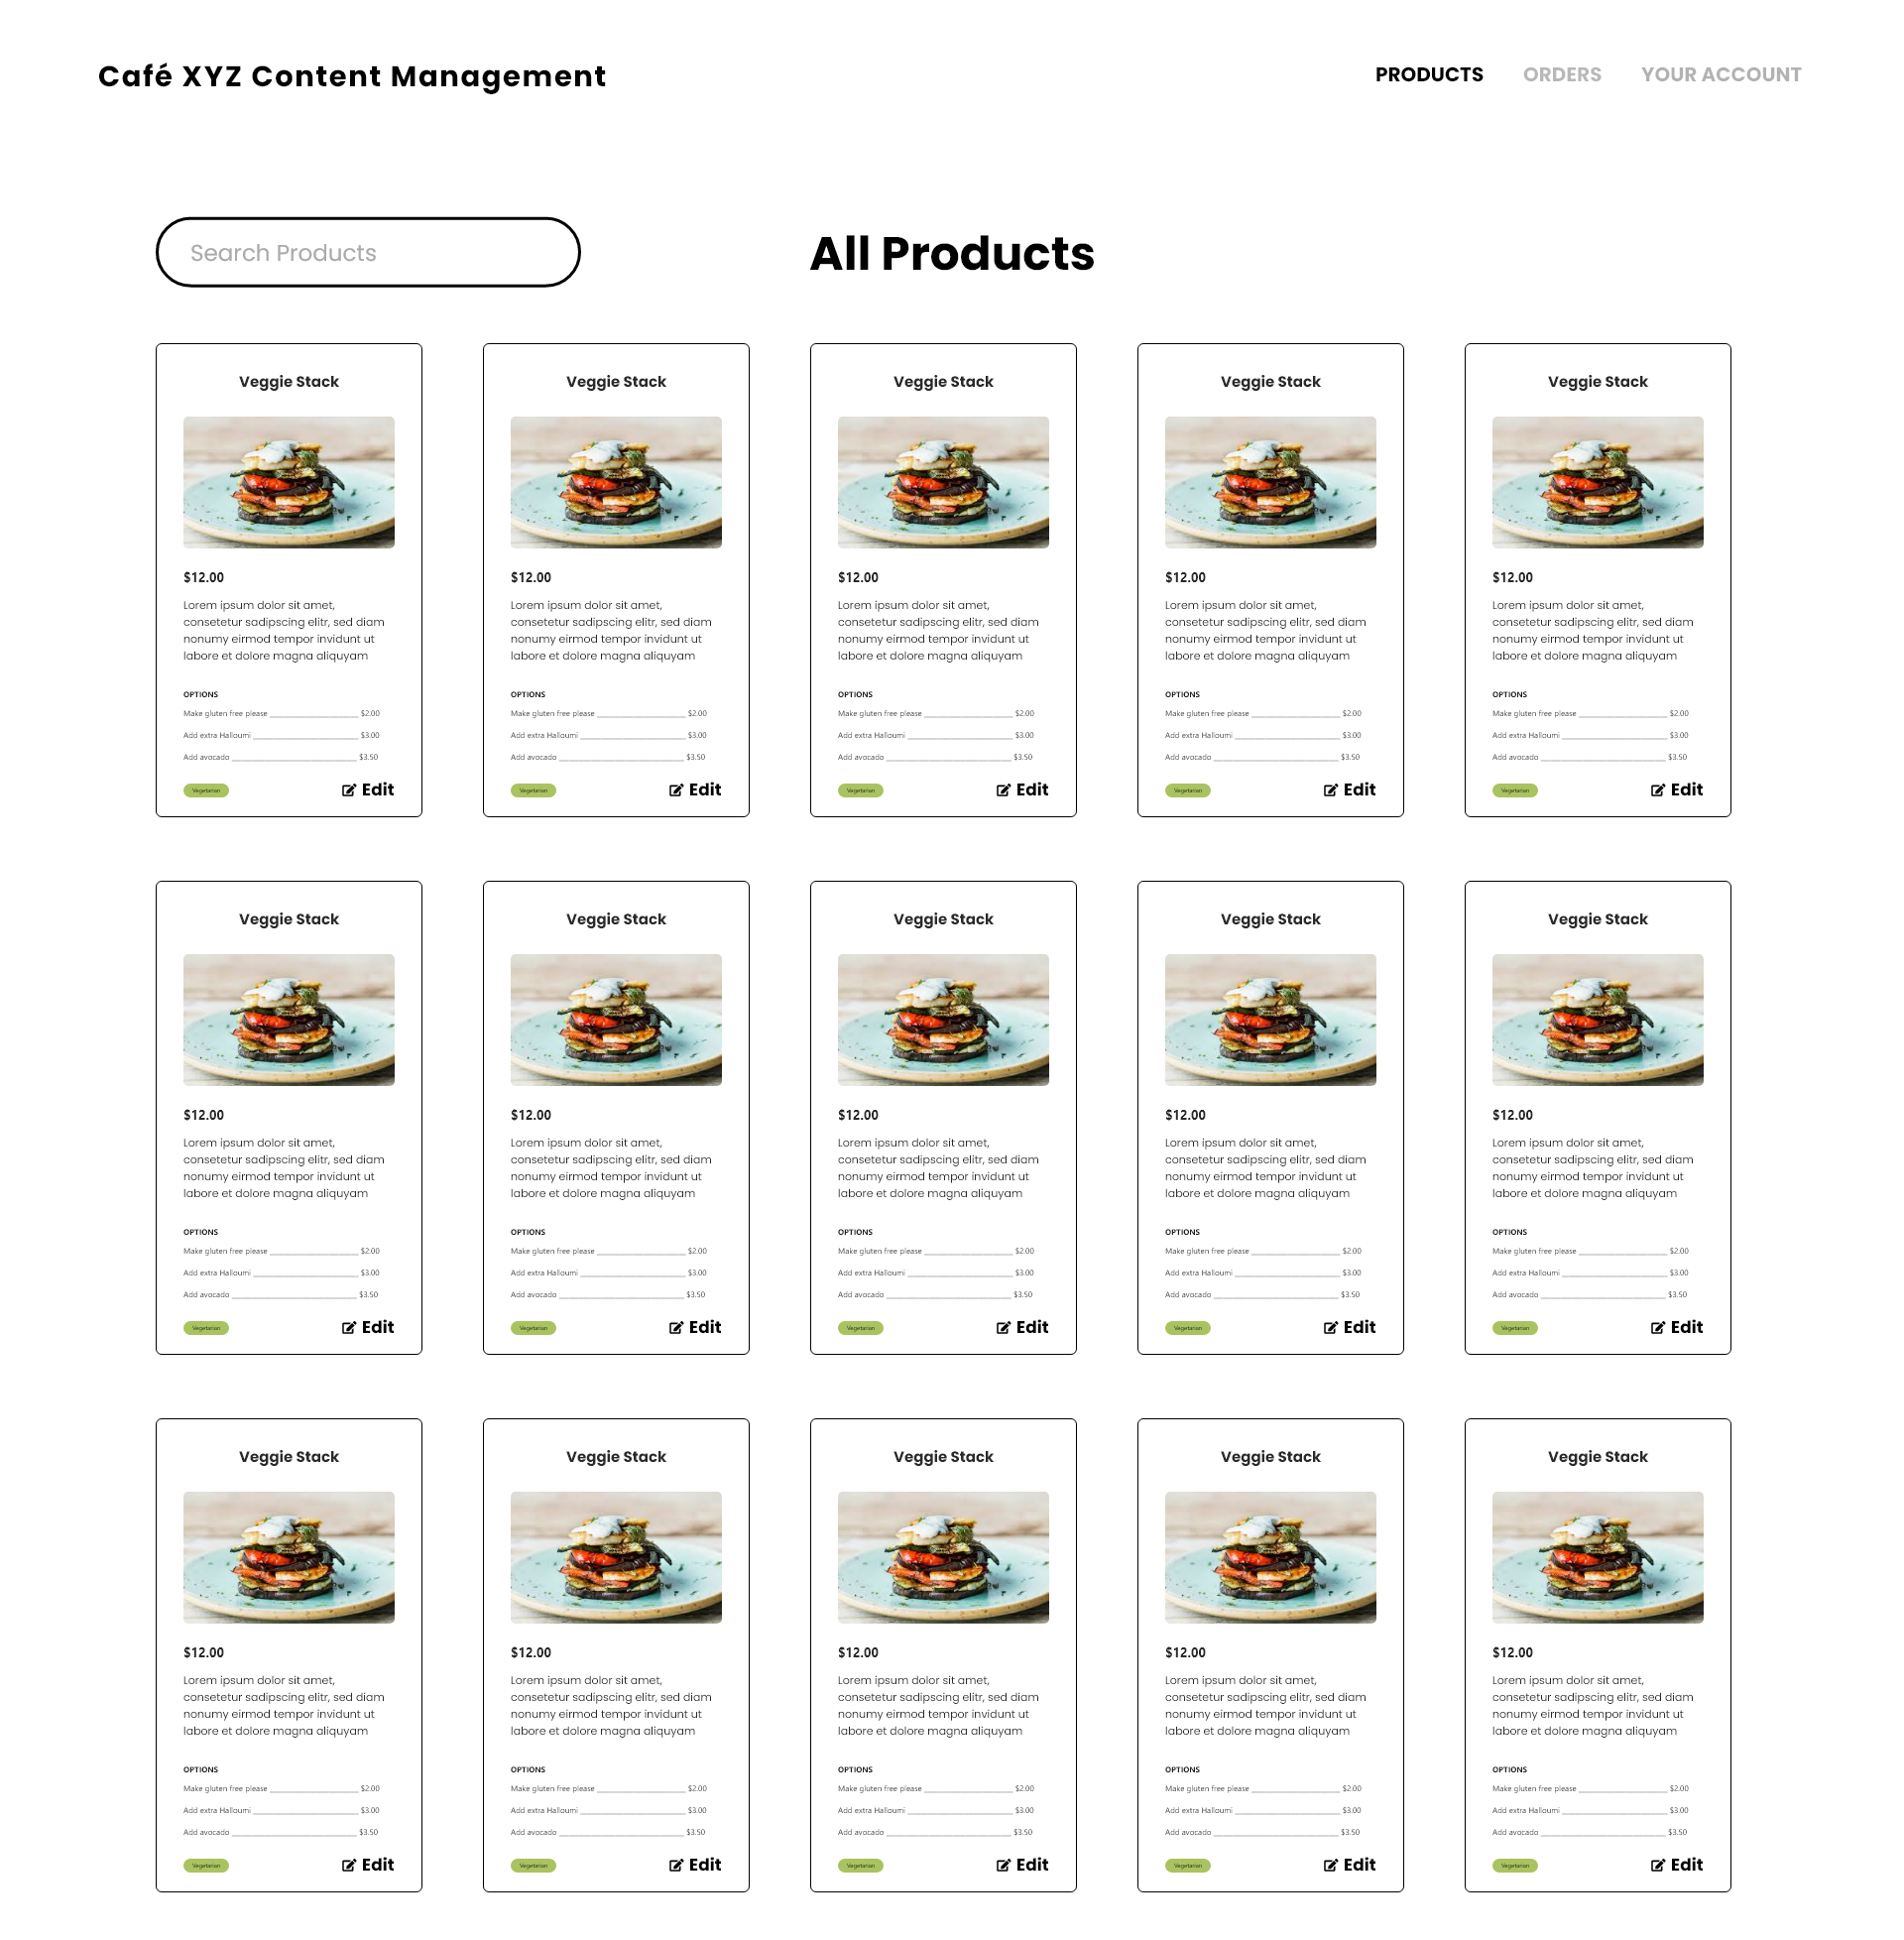 Café XYZ Content Management
PRODUCTS ORDERS YOUR ACCOUNT
Search Products
All Products
Veggie Stack
$12.00
Lorem ipsum dolor sit amet,
consetetur sadipscing elitr, sed diam
nonumy eirmod tempor invidunt ut
labore et dolore magna aliquyam
OPTIONS
Make gluten free please $2.00
Add extra Halloumi $3.00
Add avocado $3.50
Vegetarian Edit
Veggie Stack
$12.00
Lorem ipsum dolor sit amet,
consetetur sadipscing elitr, sed diam
nonumy eirmod tempor invidunt ut
labore et dolore magna aliquyam
OPTIONS
Make gluten free please $2.00
Add extra Halloumi $3.00
Add avocado $3.50
Vegetarian Edit
Veggie Stack
$12.00
Lorem ipsum dolor sit amet,
consetetur sadipscing elitr, sed diam
nonumy eirmod tempor invidunt ut
labore et dolore magna aliquyam
OPTIONS
Make gluten free please $2.00
Add extra Halloumi $3.00
Add avocado $3.50
Vegetarian Edit
Veggie Stack
$12.00
Lorem ipsum dolor sit amet,
consetetur sadipscing elitr, sed diam
nonumy eirmod tempor invidunt ut
labore et dolore magna aliquyam
OPTIONS
Make gluten free please $2.00
Add extra Halloumi $3.00
Add avocado $3.50
Vegetarian Edit
Veggie Stack
$12.00
Lorem ipsum dolor sit amet,
consetetur sadipscing elitr, sed diam
nonumy eirmod tempor invidunt ut
labore et dolore magna aliquyam
OPTIONS
Make gluten free please $2.00
Add extra Halloumi $3.00
Add avocado $3.50
Vegetarian Edit
Veggie Stack
$12.00
Lorem ipsum dolor sit amet,
consetetur sadipscing elitr, sed diam
nonumy eirmod tempor invidunt ut
labore et dolore magna aliquyam
OPTIONS
Make gluten free please $2.00
Add extra Halloumi $3.00
Add avocado $3.50
Vegetarian Edit
Veggie Stack
$12.00
Lorem ipsum dolor sit amet,
consetetur sadipscing elitr, sed diam
nonumy eirmod tempor invidunt ut
labore et dolore magna aliquyam
OPTIONS
Make gluten free please $2.00
Add extra Halloumi $3.00
Add avocado $3.50
Vegetarian Edit
Veggie Stack
$12.00
Lorem ipsum dolor sit amet,
consetetur sadipscing elitr, sed diam
nonumy eirmod tempor invidunt ut
labore et dolore magna aliquyam
OPTIONS
Make gluten free please $2.00
Add extra Halloumi $3.00
Add avocado $3.50
Vegetarian Edit
Veggie Stack
$12.00
Lorem ipsum dolor sit amet,
consetetur sadipscing elitr, sed diam
nonumy eirmod tempor invidunt ut
labore et dolore magna aliquyam
OPTIONS
Make gluten free please $2.00
Add extra Halloumi $3.00
Add avocado $3.50
Vegetarian Edit
Veggie Stack
$12.00
Lorem ipsum dolor sit amet,
consetetur sadipscing elitr, sed diam
nonumy eirmod tempor invidunt ut
labore et dolore magna aliquyam
OPTIONS
Make gluten free please $2.00
Add extra Halloumi $3.00
Add avocado $3.50
Vegetarian Edit
Veggie Stack
$12.00
Lorem ipsum dolor sit amet,
consetetur sadipscing elitr, sed diam
nonumy eirmod tempor invidunt ut
labore et dolore magna aliquyam
OPTIONS
Make gluten free please $2.00
Add extra Halloumi $3.00
Add avocado $3.50
Vegetarian Edit
Veggie Stack
$12.00
Lorem ipsum dolor sit amet,
consetetur sadipscing elitr, sed diam
nonumy eirmod tempor invidunt ut
labore et dolore magna aliquyam
OPTIONS
Make gluten free please $2.00
Add extra Halloumi $3.00
Add avocado $3.50
Vegetarian Edit
Veggie Stack
$12.00
Lorem ipsum dolor sit amet,
consetetur sadipscing elitr, sed diam
nonumy eirmod tempor invidunt ut
labore et dolore magna aliquyam
OPTIONS
Make gluten free please $2.00
Add extra Halloumi $3.00
Add avocado $3.50
Vegetarian Edit
Veggie Stack
$12.00
Lorem ipsum dolor sit amet,
consetetur sadipscing elitr, sed diam
nonumy eirmod tempor invidunt ut
labore et dolore magna aliquyam
OPTIONS
Make gluten free please $2.00
Add extra Halloumi $3.00
Add avocado $3.50
Vegetarian Edit
Veggie Stack
$12.00
Lorem ipsum dolor sit amet,
consetetur sadipscing elitr, sed diam
nonumy eirmod tempor invidunt ut
labore et dolore magna aliquyam
OPTIONS
Make gluten free please $2.00
Add extra Halloumi $3.00
Add avocado $3.50
Vegetarian Edit